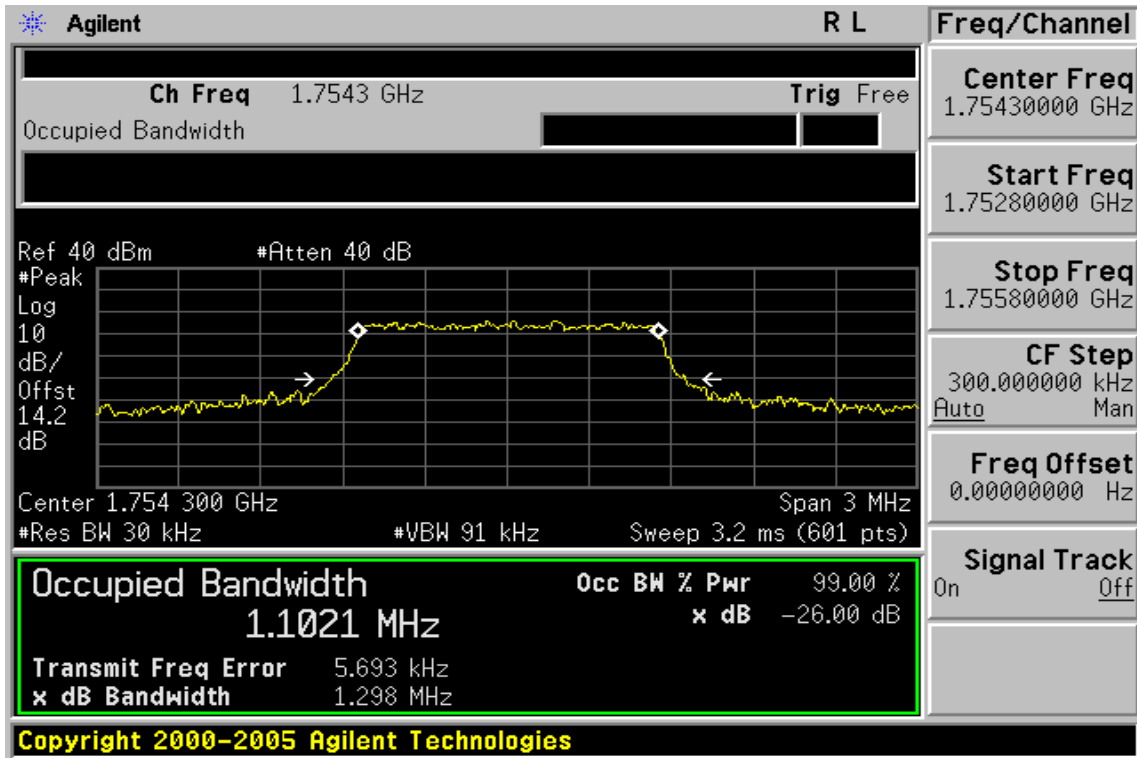 Agilent R L Freq/Channel
Ch Freq 1.7543 GHz Trig Free
Occupied Bandwidth
Center Freq
1.75430000 GHz
Start Freq
1.75280000 GHz
Stop Freq
1.75580000 GHz
CF Step
300.000000 kHz
Auto Man
Freq Offset
0.00000000 Hz
Signal Track
On Off
Ref 40 dBm #Atten 40 dB
#Peak
Log
10
dB/
Offst
14.2
dB
Center 1.754 300 GHz Span 3 MHz
#Res BW 30 kHz #VBW 91 kHz Sweep 3.2 ms (601 pts)
Occupied Bandwidth Occ BW % Pwr 99.00 %
1.1021 MHz x dB -26.00 dB
Transmit Freq Error 5.693 kHz
x dB Bandwidth 1.298 MHz
Copyright 2000-2005 Agilent Technologies